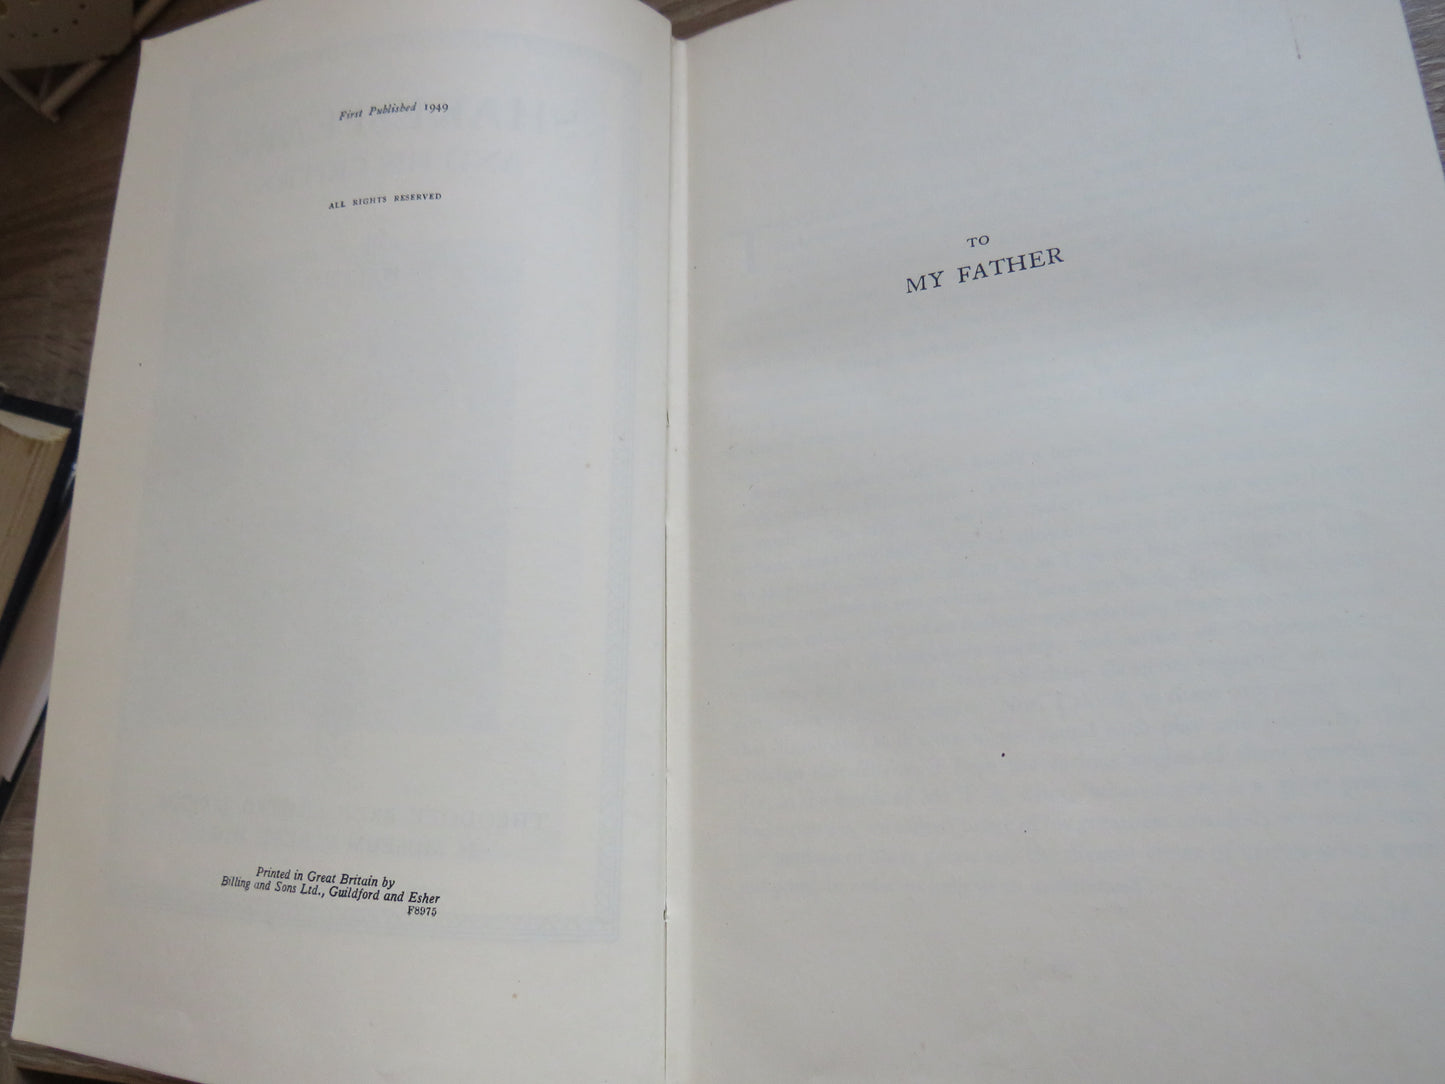 First Published 1949
ALL RIGHTS RESERVED
Printed in Great Britain by
Billing and Sons Ltd., Guildford and Esher
F8975
TO
MY FATHER